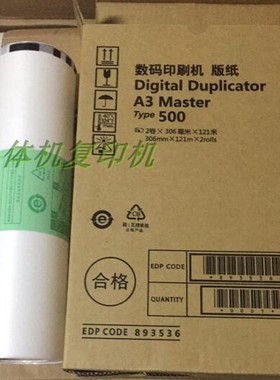 数码印刷机 版纸
Digital Duplicator
A3 Master
Type 500
2卷×306毫米×121米
306mm×121m×2rolls
体机复印机
合格
EDP CODE
893536
QUANTITY
EDP CODE 893536